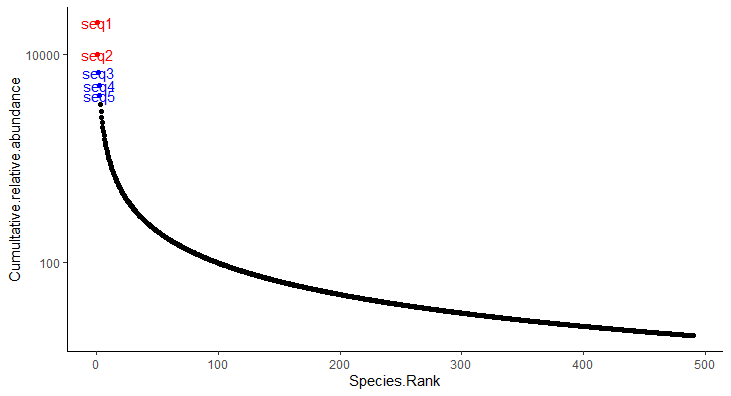 seq1
seq2
seq3
seq4
seq5
10000
100
Cumultative.relative.abundance
0
100
200
300
400
500
Species.Rank